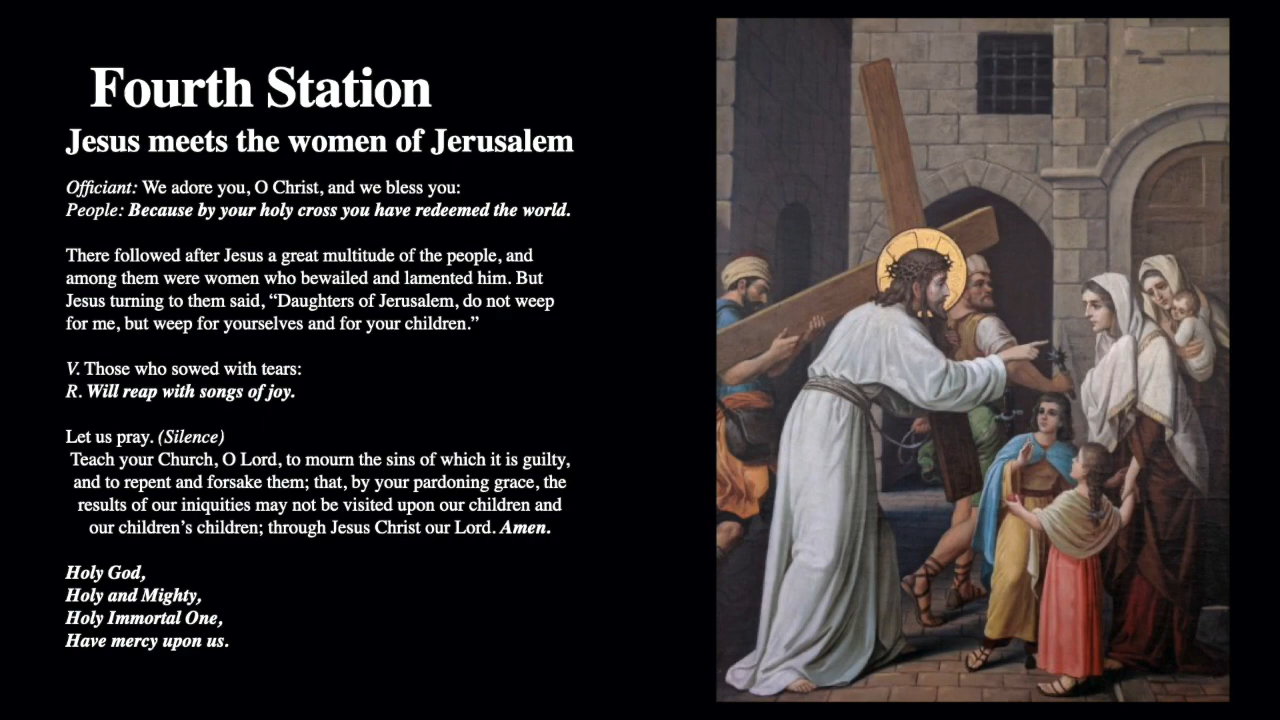 Fourth Station
Jesus meets the women of Jerusalem
Officiant: We adore you, O Christ, and we bless you:
People: Because by your holy cross you have redeemed the world.
There followed after Jesus a great multitude of the people, and
among them were women who bewailed and lamented him. But
Jesus turning to them said, “Daughters of Jerusalem, do not weep
for me, but weep for yourselves and for your children.”
V. Those who sowed with tears:
R. Will reap with songs of joy.
Let us pray. (Silence)
Teach your Church, O Lord, to mourn the sins of which it is guilty,
and to repent and forsake them; that, by your pardoning grace, the
results of our iniquities may not be visited upon our children and
our children’s children; through Jesus Christ our Lord. Amen.
Holy God,
Holy and Mighty,
Holy Immortal One,
Have mercy upon us.